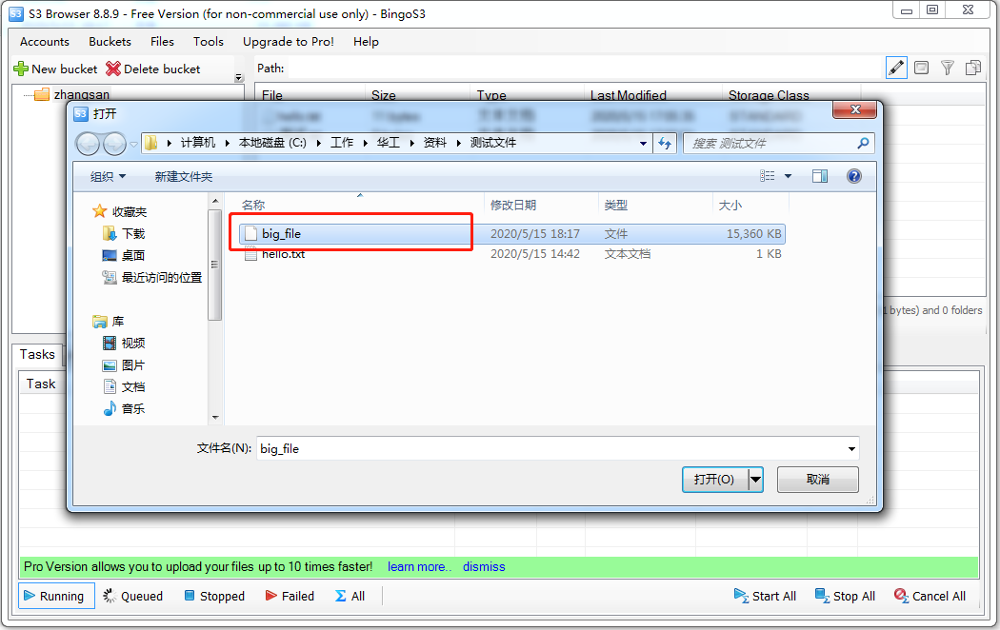 S3 Browser 8.8.9 - Free Version (for non-commercial use only) - BingoS3
Accounts Buckets Files Tools Upgrade to Pro! Help
New bucket Delete bucket Path:
zhangsan File Size Type Last Modified Storage Class
S3 打开
计算机 本地磁盘 (C:) 工作 华工 资料 测试文件 搜索 测试文件
组织 新建文件夹
收藏夹
下载
桌面
最近访问的位置
库
视频
图片
文档
音乐
名称 修改日期 类型 大小
big_file 2020/5/15 18:17 文件 15,360 KB
hello.txt 2020/5/15 14:42 文本文档 1 KB
1 bytes) and 0 folders
文件名(N): big_file
打开(O) 取消
Tasks
Task
Pro Version allows you to upload your files up to 10 times faster! learn more.. dismiss
Running Queued Stopped Failed All Start All Stop All Cancel All